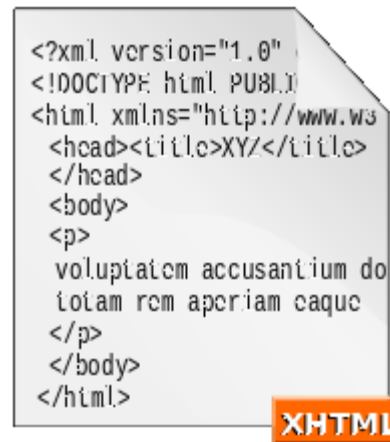 <?xml version="1.0"
<!DOCTYPE html PUBLI
<html xmlns="http://www.w3
<head><title>XYZ</title>
</head>
<body>
<p>
voluptatem accusantium do
totam rem aperiam eaque
</p>
</body>
</html>
XHTML